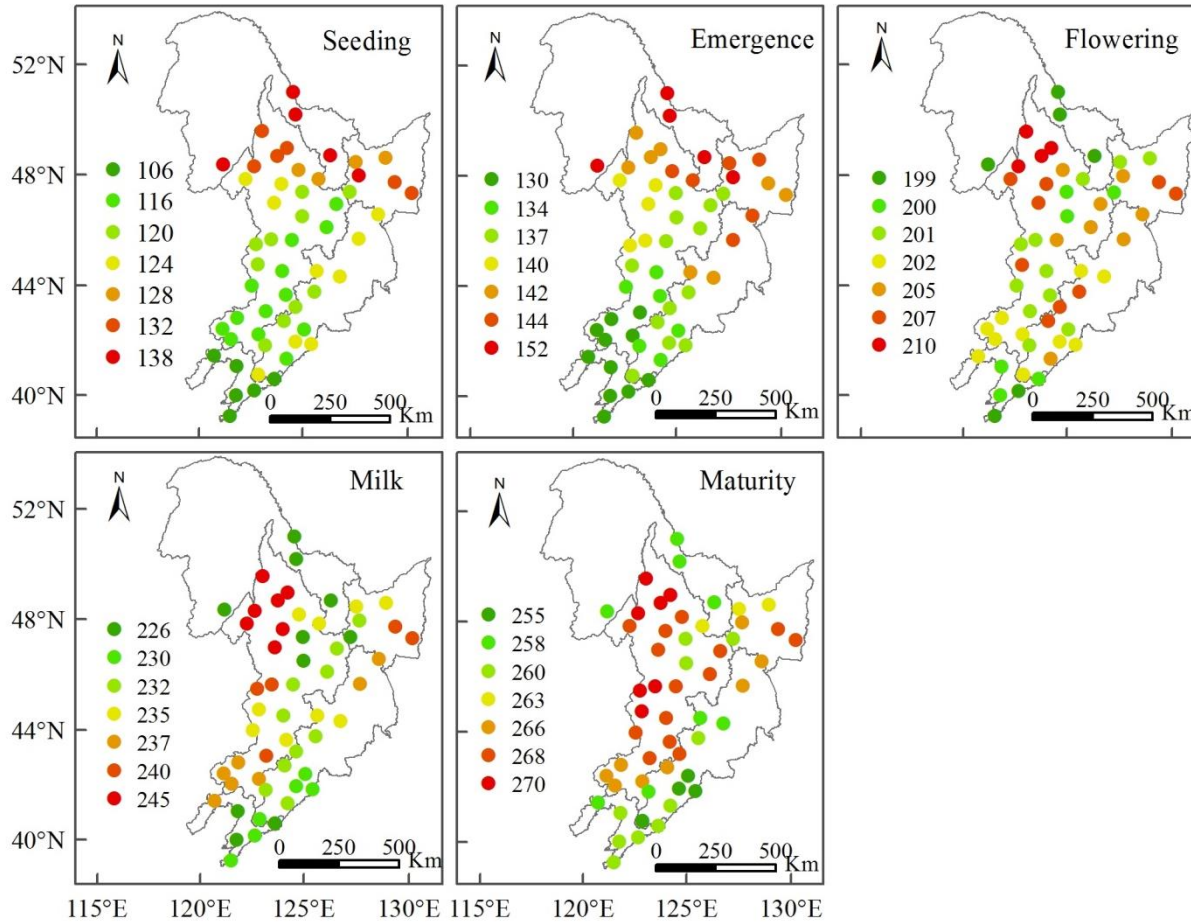 N
Seeding
52°N
48°N
44°N
40°N
106
116
120
124
128
132
138
0 250 500
Km
115°E 120°E 125°E 130°E
N
Emergence
130
134
137
140
142
144
152
0 250 500
Km
N
Flowering
199
200
201
202
205
207
210
0 250 500
Km
N
Milk
52°N
48°N
44°N
40°N
226
230
232
235
237
240
245
0 250 500
Km
115°E 120°E 125°E 130°E
N
Maturity
255
258
260
263
266
268
270
0 250 500
Km
115°E 120°E 125°E 130°E